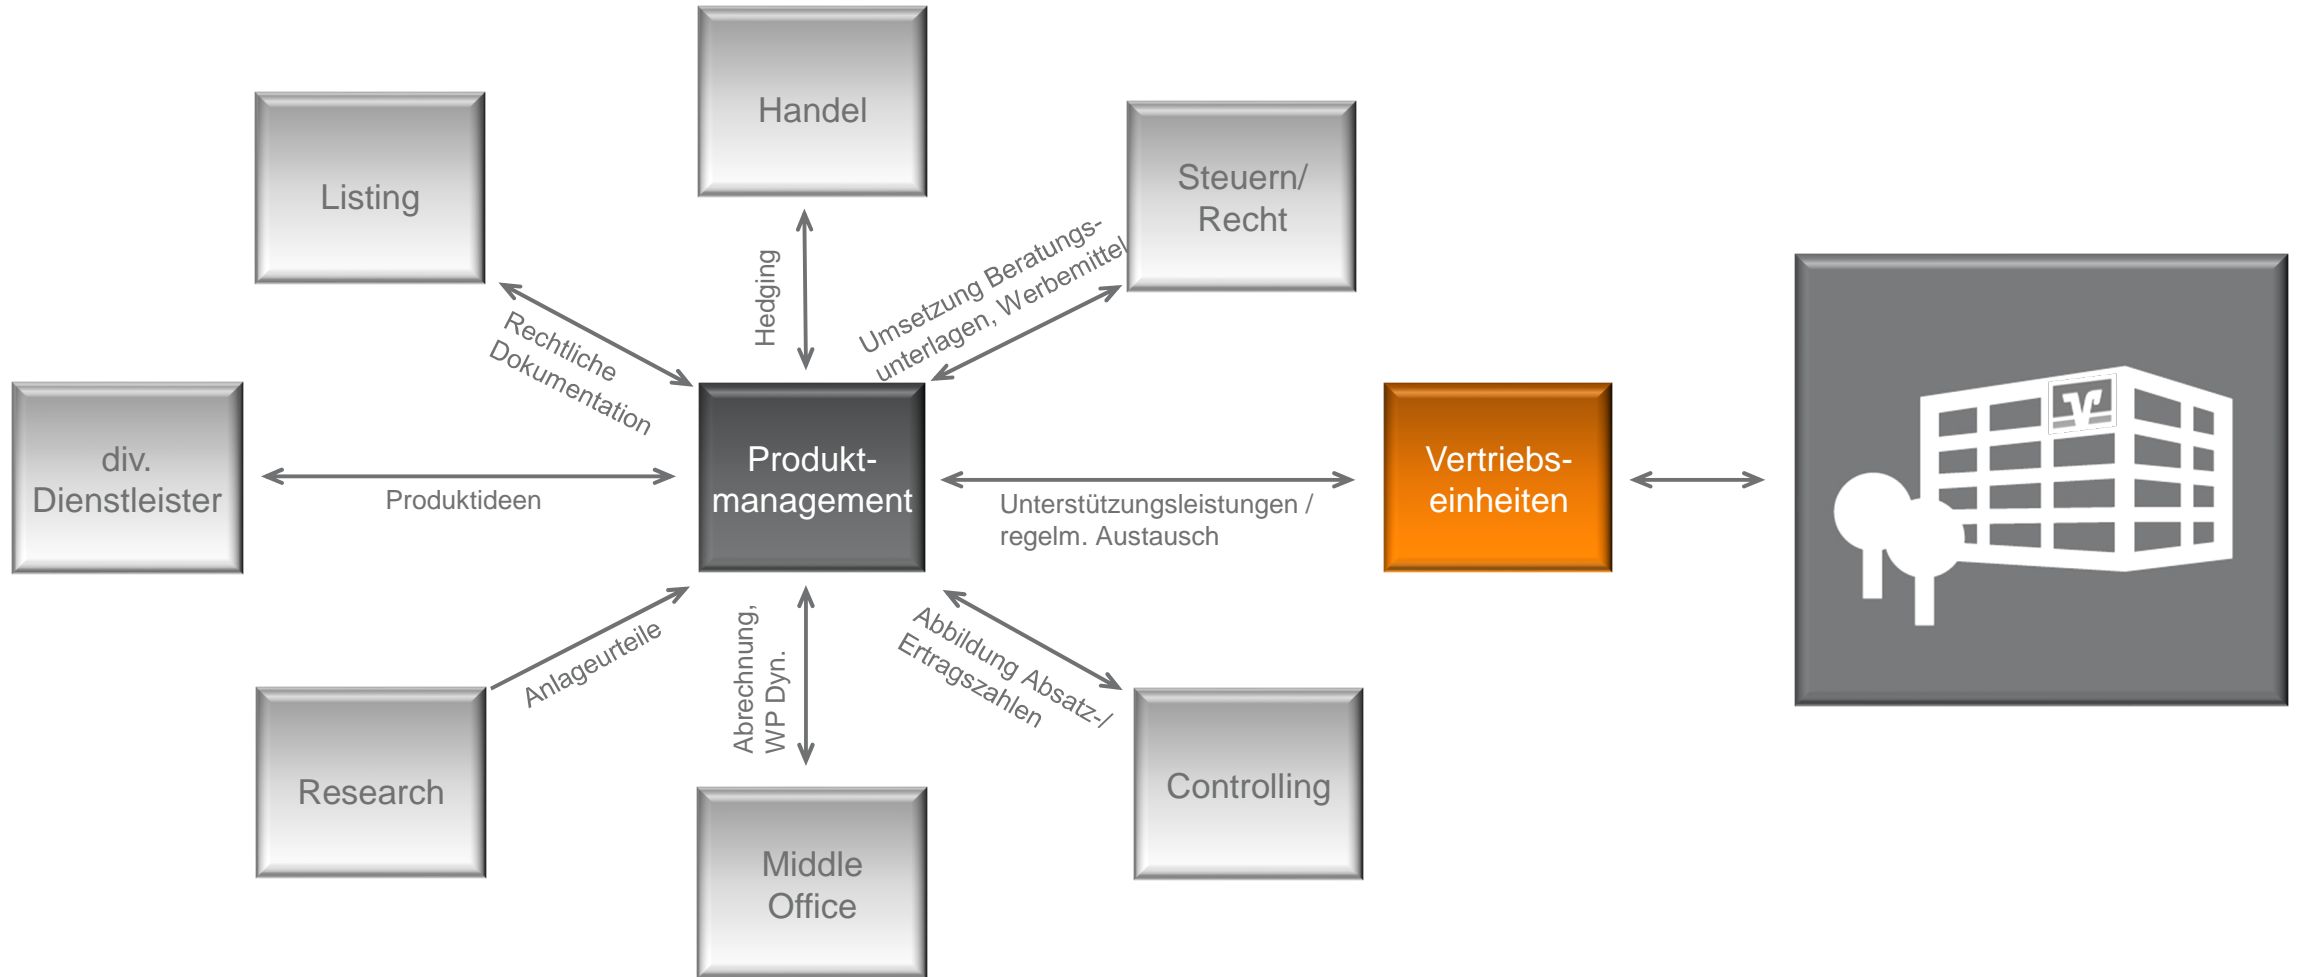 Handel
Listing
Steuern/
Recht
Hedging
Umsetzung Beratungs-
unterlagen, Werbemittel
Rechtliche
Dokumentation
div.
Dienstleister
Produktideen
Produkt-
management
Unterstützungsleistungen /
regelm. Austausch
Vertriebs-
einheiten
Anlageurteile
Abrechnung,
WP Dyn.
Abbildung Absatz-/
Ertragszahlen
Research
Middle
Office
Controlling